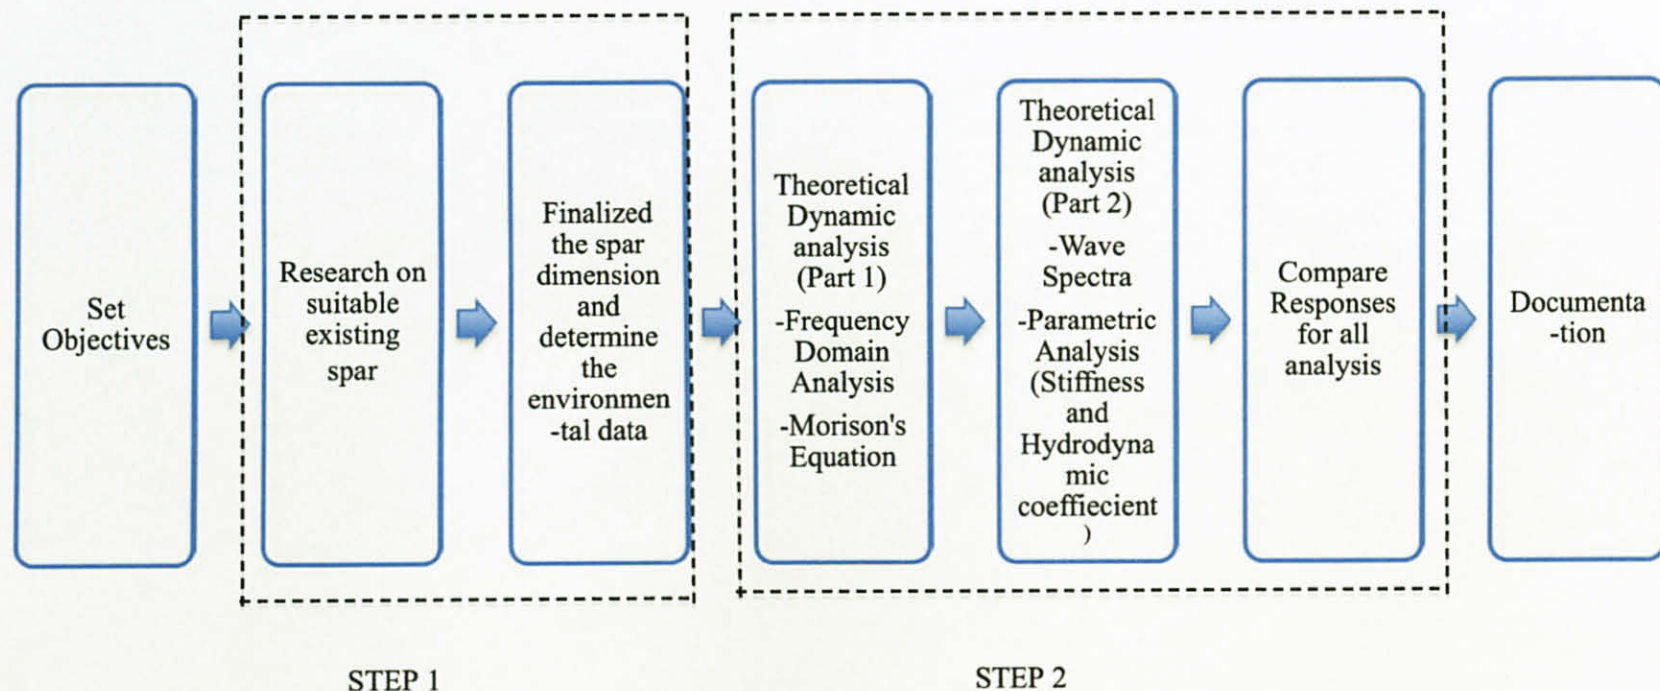 Set
Objectives
Research on
suitable
existing
spar
Finalized
the spar
dimension
and
determine
the
environmen
-tal data
Theoretical
Dynamic
analysis
(Part 1)
-Frequency
Domain
Analysis
-Morison's
Equation
Theoretical
Dynamic
analysis
(Part 2)
-Wave
Spectra
-Parametric
Analysis
(Stiffness
and
Hydrodyna
mic
coeffiecient
)
Compare
Responses
for all
analysis
Documenta
-tion
STEP 1
STEP 2